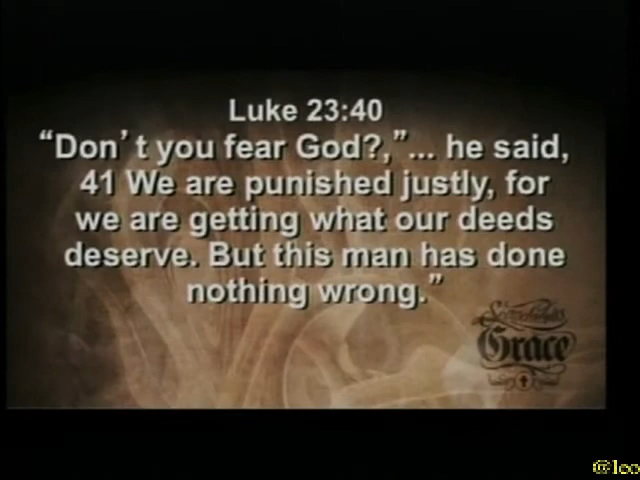 Luke 23:40
“Don’t you fear God?,”... he said,
41 We are punished justly, for
we are getting what our deeds
deserve. But this man has done
nothing wrong.”
Grace